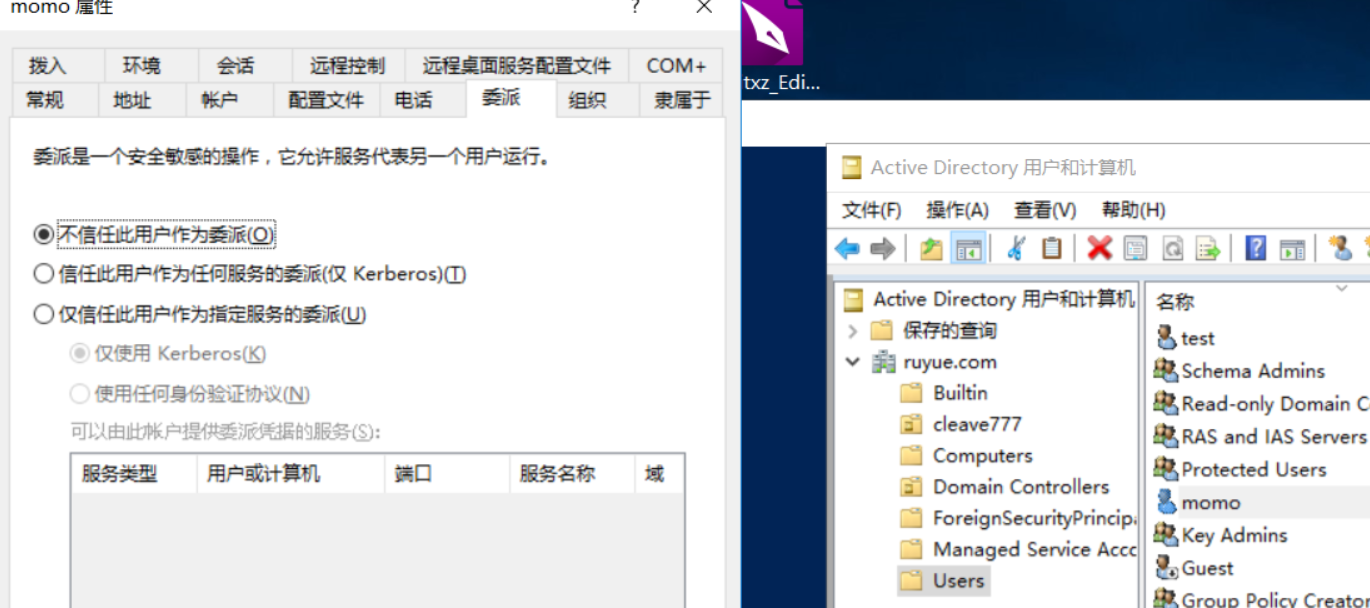 momo 属性
?
拨入 环境 会话 远程控制 远程桌面服务配置文件 COM+
常规 地址 帐户 配置文件 电话 委派 组织 隶属于
委派是一个安全敏感的操作，它允许服务代表另一个用户运行。
不信任此用户作为委派(O)
信任此用户作为任何服务的委派(仅 Kerberos)(T)
仅信任此用户作为指定服务的委派(U)
仅使用 Kerberos(K)
使用任何身份验证协议(N)
可以由此帐户提供委派凭据的服务(S):
服务类型 用户或计算机 端口 服务名称 域
txz_Edi...
Active Directory 用户和计算机
文件(F) 操作(A) 查看(V) 帮助(H)
Active Directory 用户和计算机
保存的查询
ruyue.com
Builtin
cleave777
Computers
Domain Controllers
ForeignSecurityPrincipa
Managed Service Acc
Users
名称
test
Schema Admins
Read-only Domain C
RAS and IAS Servers
Protected Users
momo
Key Admins
Guest
Group Policy Creator